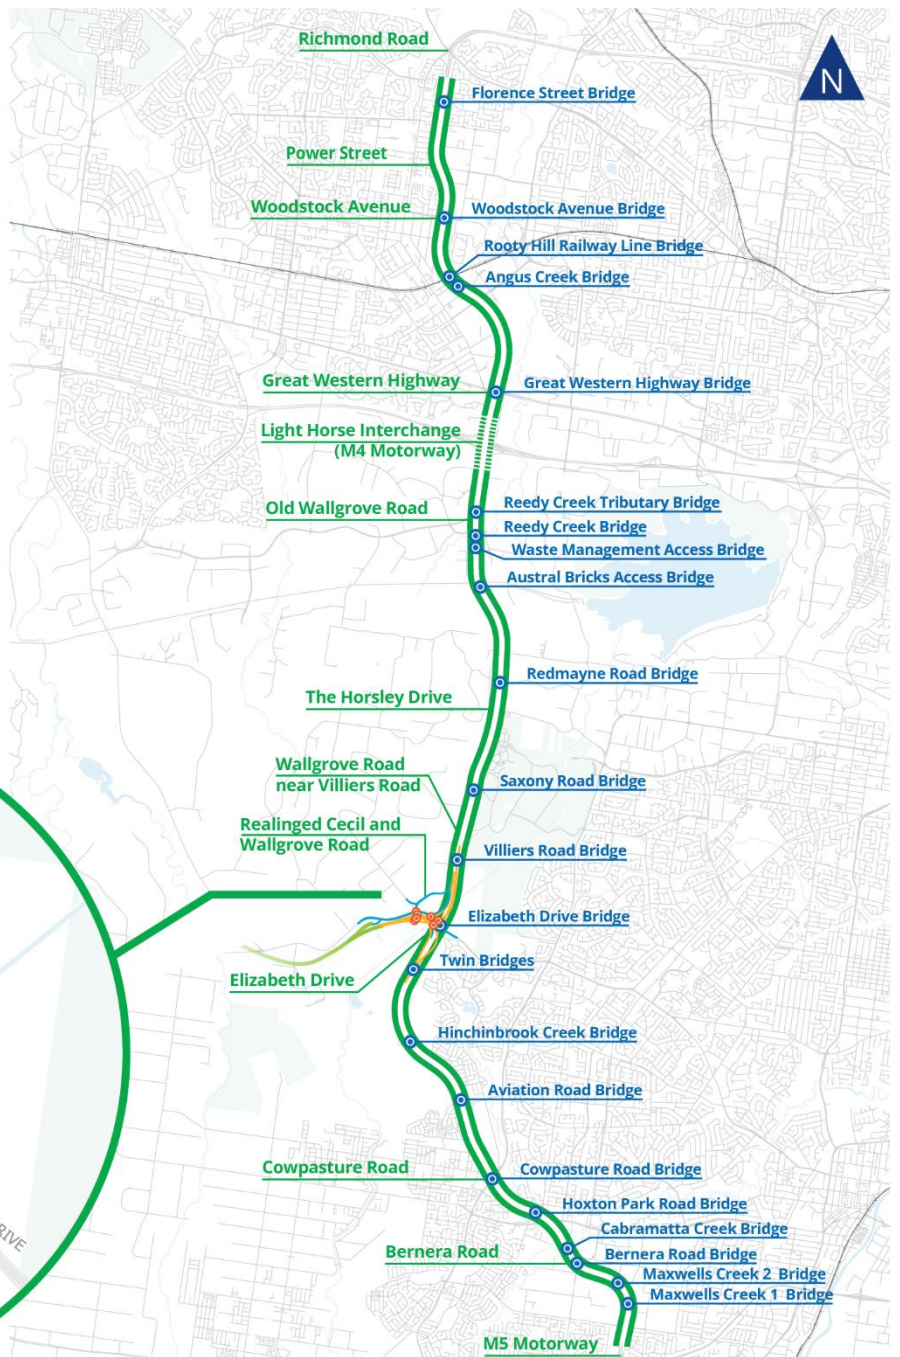 Richmond Road
N
Florence Street Bridge
Power Street
Woodstock Avenue
Woodstock Avenue Bridge
Rooty Hill Railway Line Bridge
Angus Creek Bridge
Great Western Highway
Great Western Highway Bridge
Light Horse Interchange
(M4 Motorway)
Old Wallgrove Road
Reedy Creek Tributary Bridge
Reedy Creek Bridge
Waste Management Access Bridge
Austral Bricks Access Bridge
Redmayne Road Bridge
The Horsley Drive
Wallgrove Road
near Villiers Road
Saxony Road Bridge
Realinged Cecil and
Wallgrove Road
Villiers Road Bridge
Elizabeth Drive Bridge
Twin Bridges
Elizabeth Drive
Hinchinbrook Creek Bridge
Aviation Road Bridge
Cowpasture Road
Cowpasture Road Bridge
Hoxton Park Road Bridge
Cabramatta Creek Bridge
Bernera Road
Bernera Road Bridge
Maxwells Creek 2 Bridge
Maxwells Creek 1 Bridge
M5 Motorway